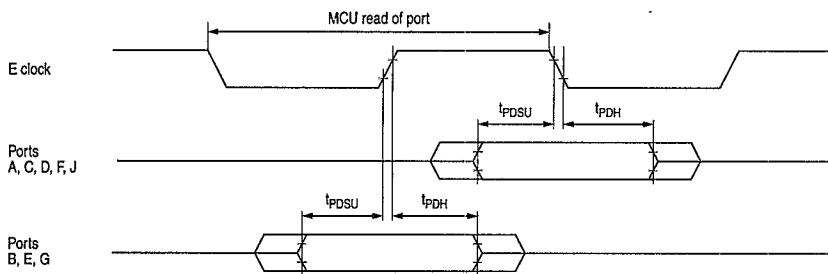 MCU read of port
E clock
tPDSU
tPDH
Ports
A, C, D, F, J
tPDSU
tPDH
Ports
B, E, G